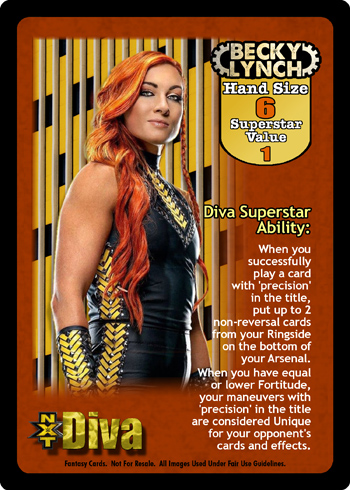 BECKY
LYNCH
Hand Size
6
Superstar
Value
1
Diva Superstar
Ability:
When you
successfully
play a card
with 'precision'
in the title,
put up to 2
non-reversal cards
from your Ringside
on the bottom of
your Arsenal.
When you have equal
or lower Fortitude,
your maneuvers with
'precision' in the title
are considered Unique
for your opponent's
cards and effects.
NXT Diva
Fantasy Cards. Not For Resale. All Images Used Under Fair Use Guidelines.